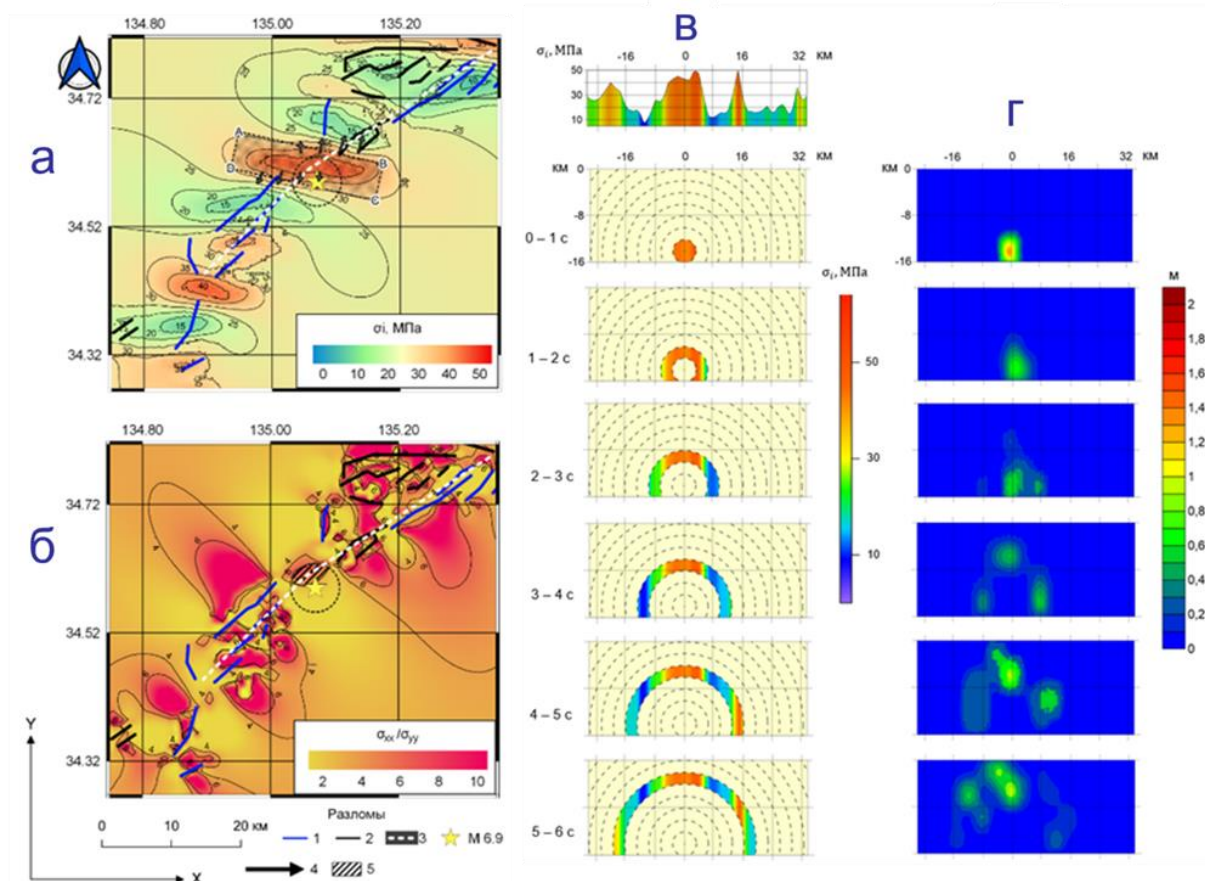 134.80 135.00 135.20
34.72
34.52
34.32
а
A
B
C
D
σi, МПа
0 10 20 30 40 50
134.80 135.00 135.20
34.72
34.52
34.32
б
σxx/σyy
2 4 6 8 10
Y
X
Разломы
0 10 20 км
1 2 3 М 6.9
4 5
в
σi, МПа -16 0 16 32 км
50
30
10
-16 0 16 32 км
км 0
-8
-16
0 – 1 с
1 – 2 с
2 – 3 с
3 – 4 с
4 – 5 с
5 – 6 с
σi, МПа
50
30
10
г
-16 0 16 32 км
км
0
-8
-16
м
2
1,8
1,6
1,4
1,2
1
0,8
0,6
0,4
0,2
0